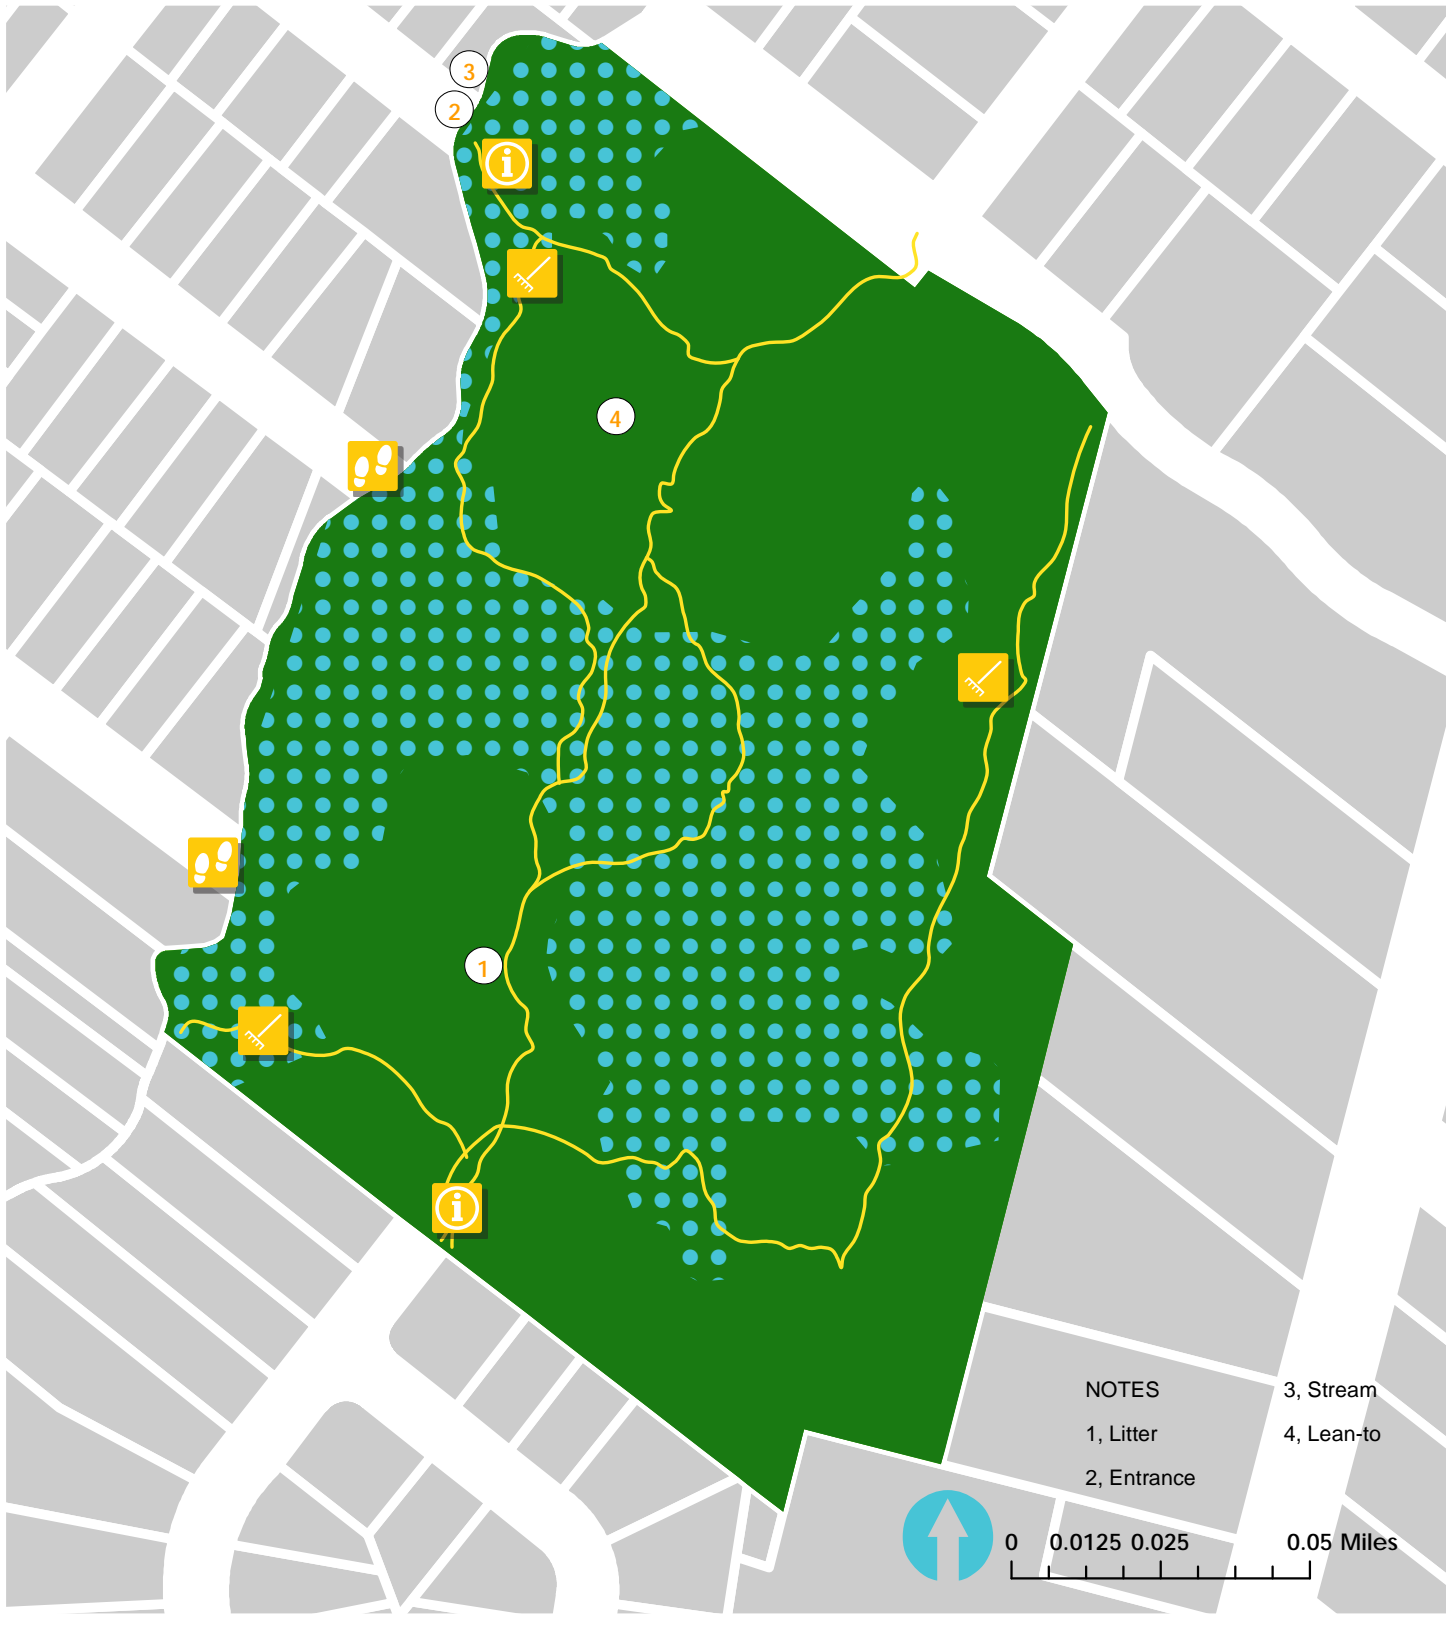 3
2
i
4
1
i
NOTES
3, Stream
1, Litter
4, Lean-to
2, Entrance
0 0.0125 0.025 0.05 Miles